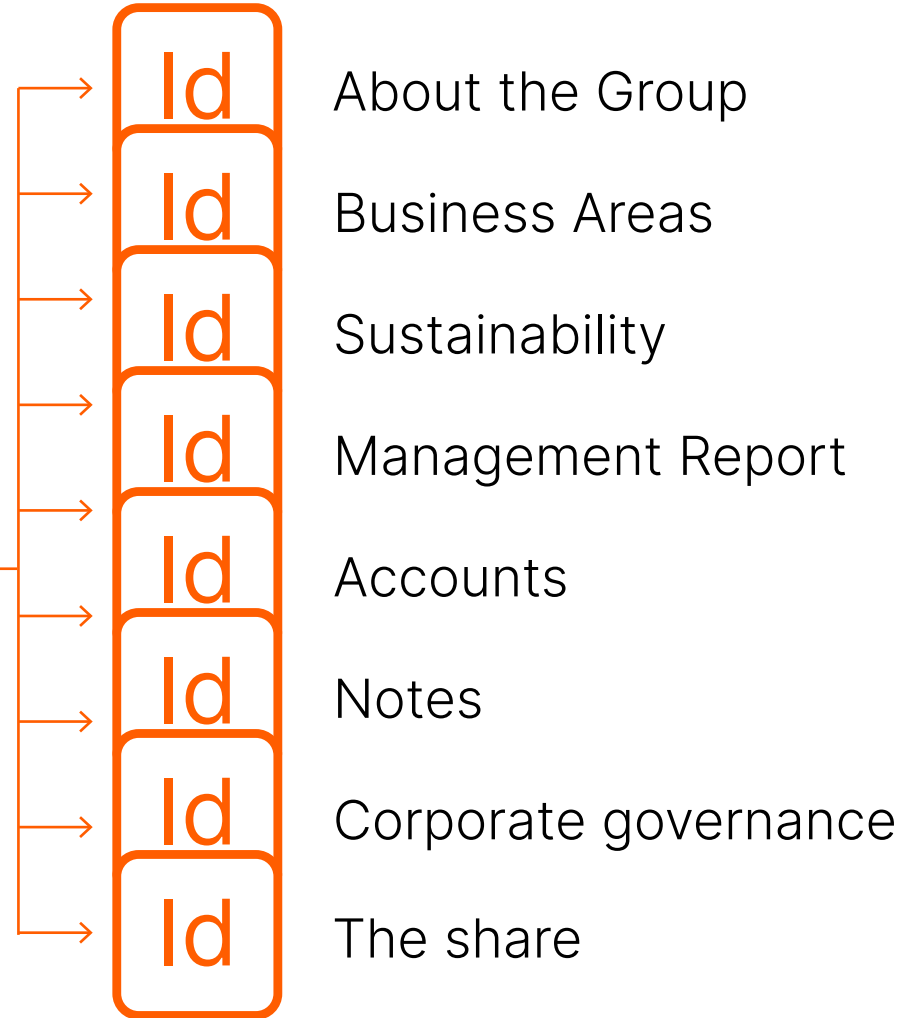 Id About the Group
Id Business Areas
Id Sustainability
Id Management Report
Id Accounts
Id Notes
Id Corporate governance
Id The share